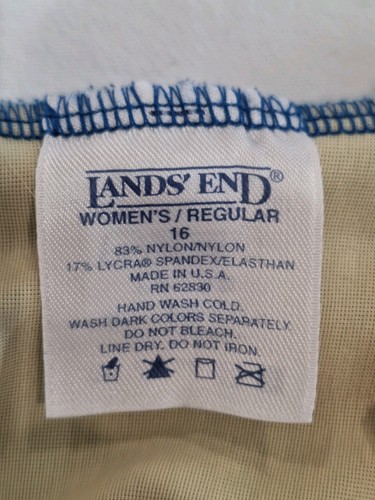 LANDS' END®
WOMEN'S / REGULAR
16
83% NYLON/NYLON
17% LYCRA® SPANDEX/ELASTHAN
MADE IN U.S.A.
RN 62830
HAND WASH COLD.
WASH DARK COLORS SEPARATELY.
DO NOT BLEACH.
LINE DRY. DO NOT IRON.